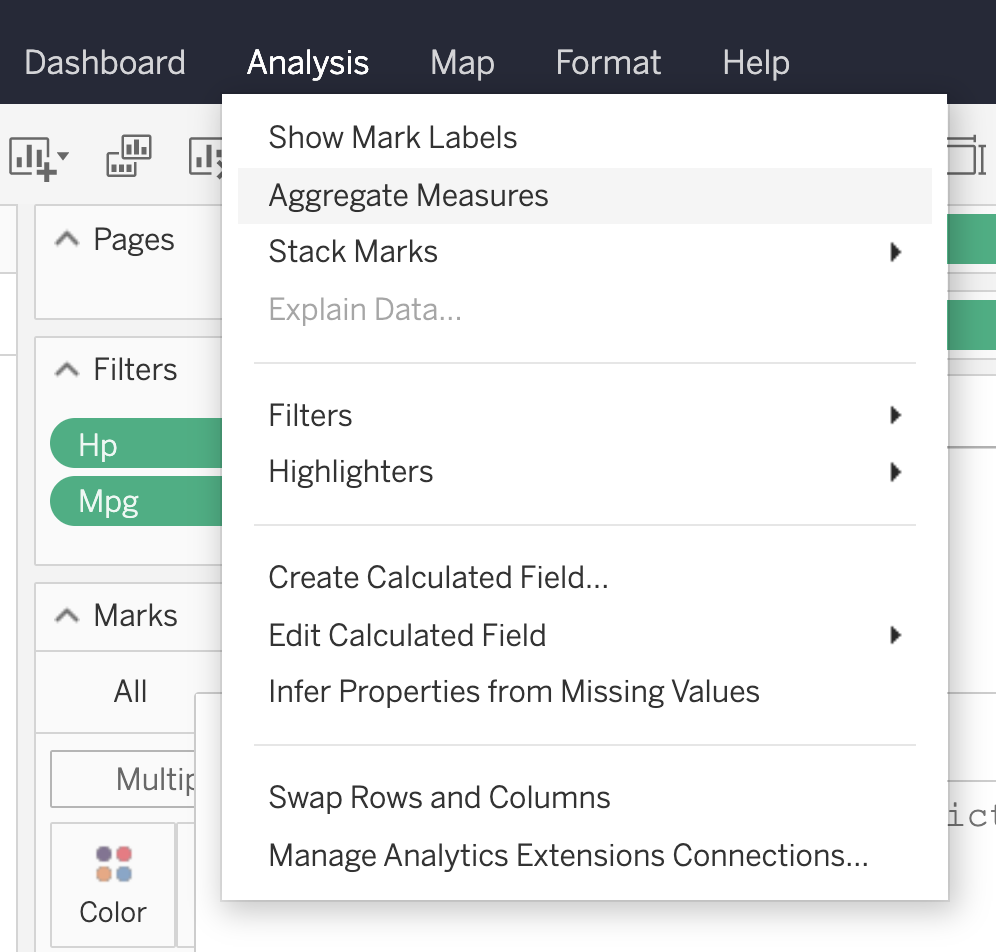 Dashboard Analysis Map Format Help
Show Mark Labels
Aggregate Measures
Stack Marks
Explain Data...
Filters
Highlighters
Create Calculated Field...
Edit Calculated Field
Infer Properties from Missing Values
Swap Rows and Columns
Manage Analytics Extensions Connections...
Pages
Filters
Hp
Mpg
Marks
All
Color